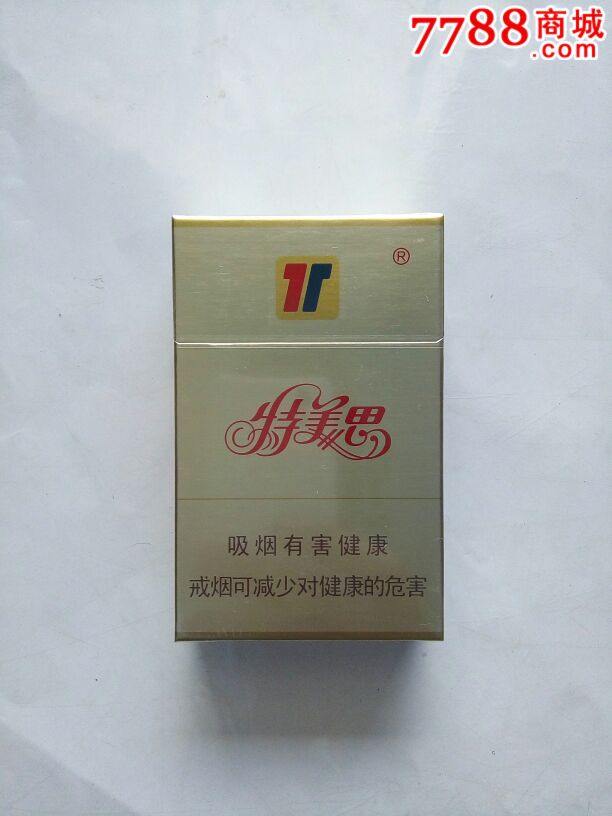 7788商城
.com
®
特美思
吸烟有害健康
戒烟可减少对健康的危害